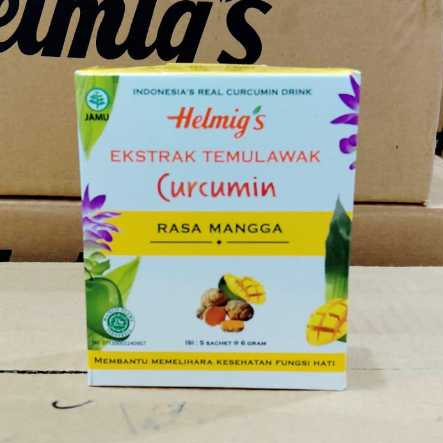 Helmig's
INDONESIA'S REAL CURCUMIN DRINK
JAMU
Helmig's
EKSTRAK TEMULAWAK
Curcumin
RASA MANGGA
ISI : 5 SACHET @ 6 GRAM
MEMBANTU MEMELIHARA KESEHATAN FUNGSI HATI